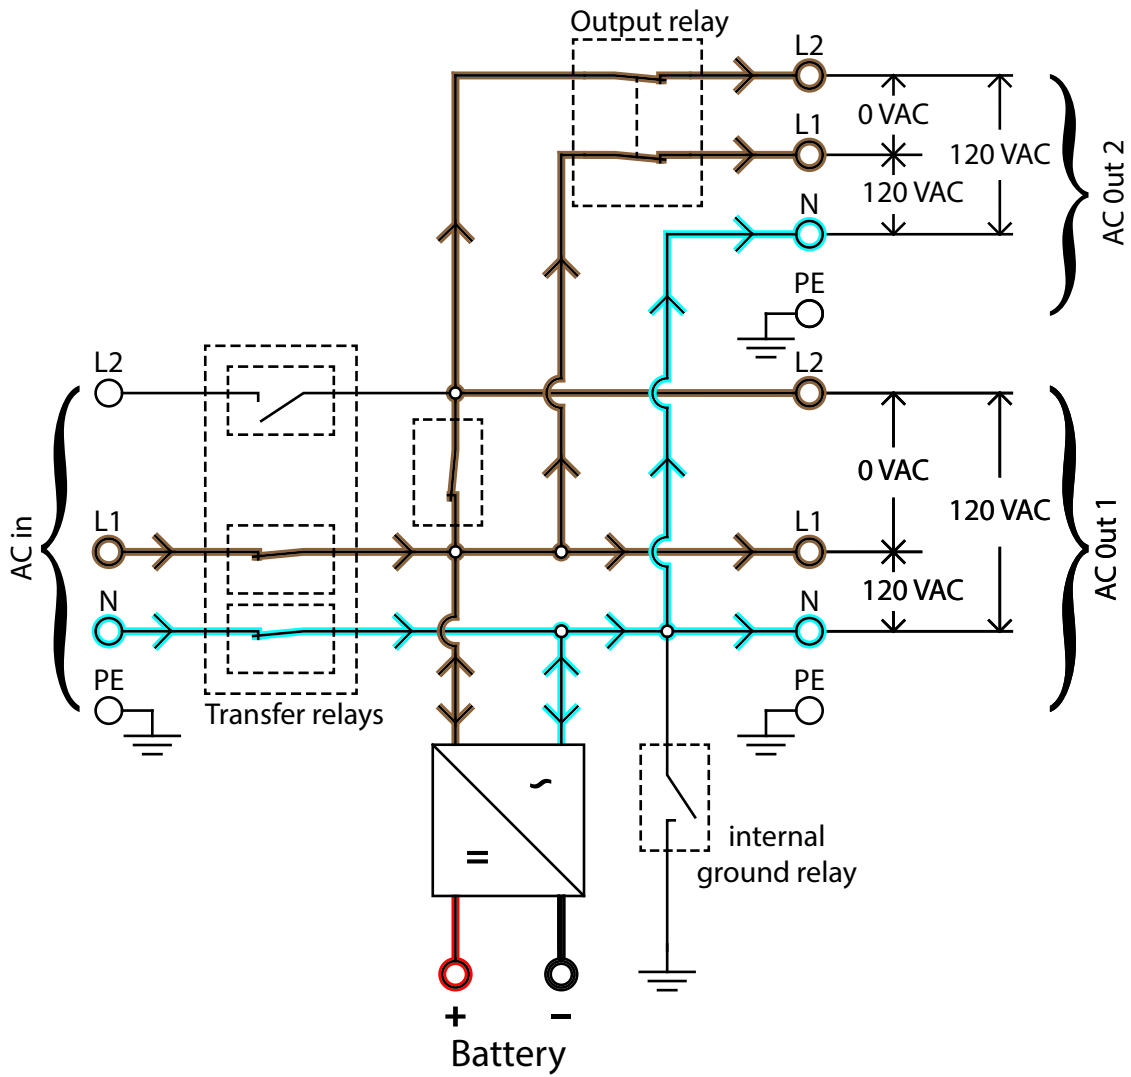 Output relay
L2
0 VAC
L1
120 VAC
120 VAC
N
PE
AC Out 2
L2
L2
0 VAC
120 VAC
L1
L1
120 VAC
N
N
PE
PE
AC in
AC Out 1
Transfer relays
~
=
internal
ground relay
+
−
Battery